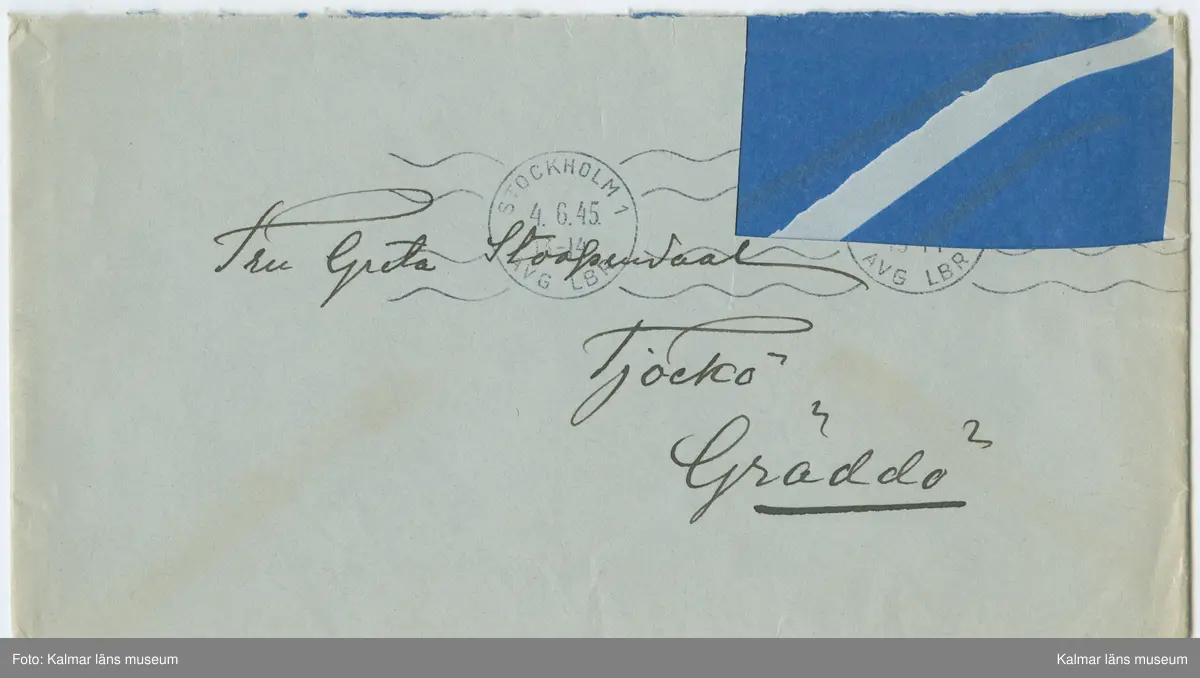 STOCKHOLM 1
4. 6. 45.
AVG LBR
AVG LBR
Fru Greta Stoopendaal
Tjockö
Gräddö
Foto: Kalmar läns museum
Kalmar läns museum